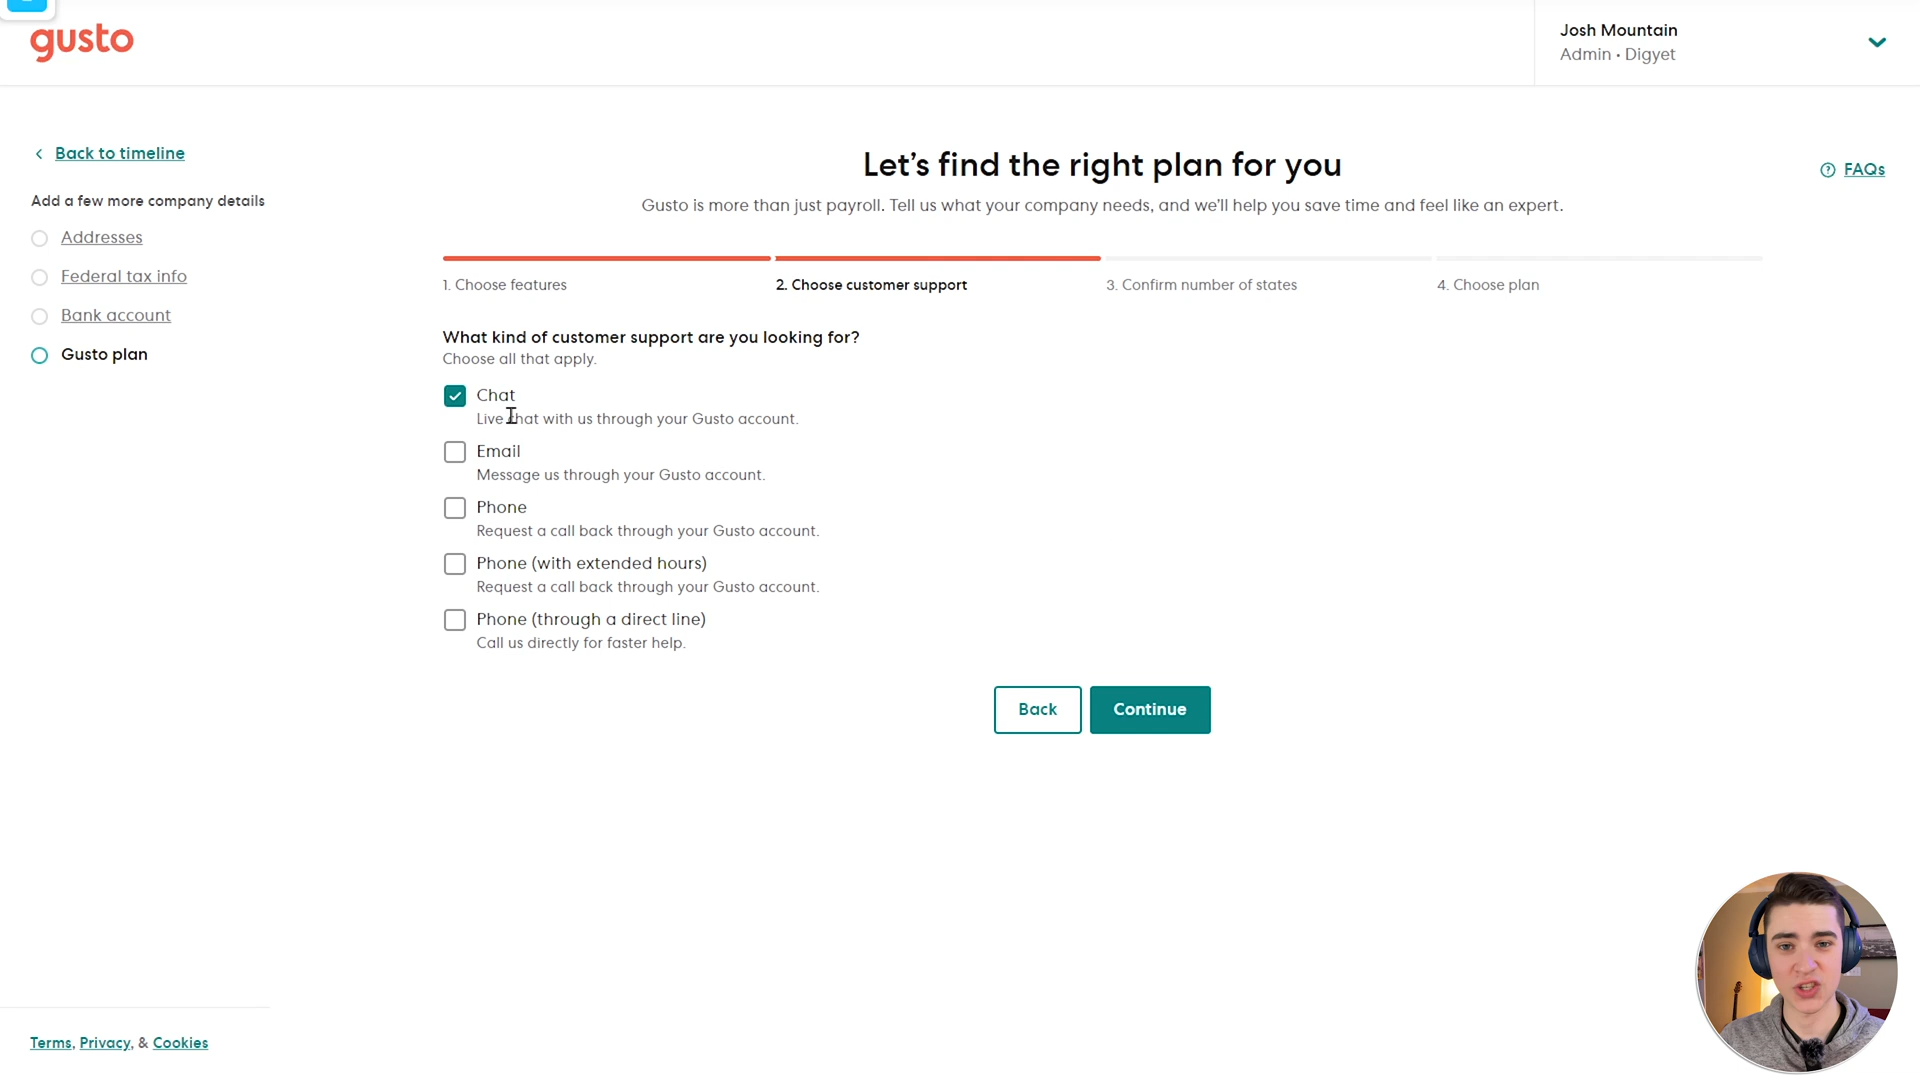 gusto
Josh Mountain
Admin • Digyet
Back to timeline
Add a few more company details
Addresses
Federal tax info
Bank account
Gusto plan
Let's find the right plan for you
Gusto is more than just payroll. Tell us what your company needs, and we'll help you save time and feel like an expert.
FAQs
1. Choose features
2. Choose customer support
3. Confirm number of states
4. Choose plan
What kind of customer support are you looking for?
Choose all that apply.
Chat
Live chat with us through your Gusto account.
Email
Message us through your Gusto account.
Phone
Request a call back through your Gusto account.
Phone (with extended hours)
Request a call back through your Gusto account.
Phone (through a direct line)
Call us directly for faster help.
Back
Continue
Terms, Privacy, & Cookies